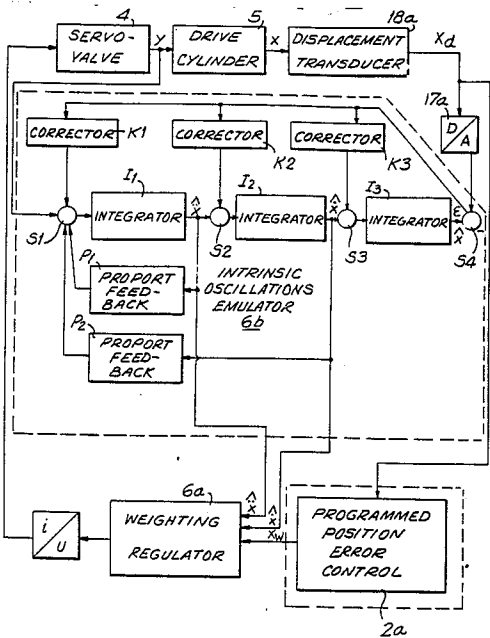 4
5
18a
SERVO-
VALVE
y
DRIVE
CYLINDER
x
DISPLACEMENT
TRANSDUCER
Xd
17a
D
A
CORRECTOR
K1
CORRECTOR
K2
CORRECTOR
K3
I1
I2
I3
S1
INTEGRATOR
ẍ̂
S2
INTEGRATOR
ẋ̂
S3
INTEGRATOR
ε
x̂
-
S4
P1
PROPORT
FEED-
BACK
INTRINSIC
OSCILLATIONS
EMULATOR
6b
P2
PROPORT
FEED-
BACK
6a
i
U
WEIGHTING
REGULATOR
ẍ̂
ẋ̂
Xw
PROGRAMMED
POSITION
ERROR
CONTROL
2a